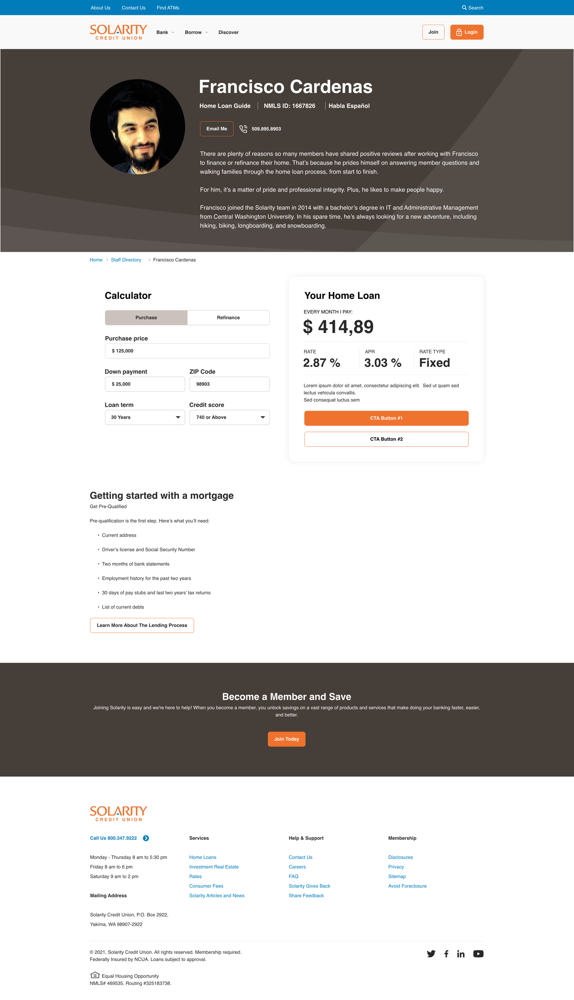 About Us Contact Us Find ATMs Search
SOLARITY
CREDIT UNION
Bank Borrow Discover Join Login
Francisco Cardenas
Home Loan Guide NMLS ID: 1667826 Habla Español
Email Me 509.895.8903
There are plenty of reasons so many members have shared positive reviews after working with Francisco
to finance or refinance their home. That’s because he prides himself on answering member questions and
walking families through the home loan process, from start to finish.
For him, it’s a matter of pride and professional integrity. Plus, he likes to make people happy.
Francisco joined the Solarity team in 2014 with a bachelor’s degree in IT and Administrative Management
from Central Washington University. In his spare time, he’s always looking for a new adventure, including
hiking, biking, longboarding, and snowboarding.
Home Staff Directory Francisco Cardenas
Calculator
Purchase Refinance
Purchase price
$ 125,000
Down payment ZIP Code
$ 25,000 98903
Loan term Credit score
30 Years 740 or Above
Your Home Loan
EVERY MONTH I PAY:
$ 414,89
RATE APR RATE TYPE
2.87 % 3.03 % Fixed
Lorem ipsum dolor sit amet, consectetur adipiscing elit. Sed ut quam sed
lectus vehicula convallis.
Sed consequat luctus sem
CTA Button #1
CTA Button #2
Getting started with a mortgage
Get Pre-Qualified
Pre-qualification is the first step. Here’s what you’ll need:
• Current address
• Driver’s license and Social Security Number
• Two months of bank statements
• Employment history for the past two years
• 30 days of pay stubs and last two years’ tax returns
• List of current debts
Learn More About The Lending Process
Become a Member and Save
Joining Solarity is easy and we're here to help! When you become a member, you unlock savings on a vast range of products and services that make doing your banking faster, easier,
and better.
Join Today
SOLARITY
CREDIT UNION
Call Us 800.347.9222
Monday - Thursday 8 am to 5:30 pm
Friday 8 am to 6 pm
Saturday 9 am to 2 pm
Mailing Address
Solarity Credit Union, P.O. Box 2922,
Yakima, WA 98907-2922
Services
Home Loans
Investment Real Estate
Rates
Consumer Fees
Solarity Articles and News
Help & Support
Contact Us
Careers
FAQ
Solarity Gives Back
Share Feedback
Membership
Disclosures
Privacy
Sitemap
Avoid Foreclosure
© 2021, Solarity Credit Union. All rights reserved. Membership required.
Federally Insured by NCUA. Loans subject to approval.
Equal Housing Opportunity
NMLS# 469535. Routing #325183738.